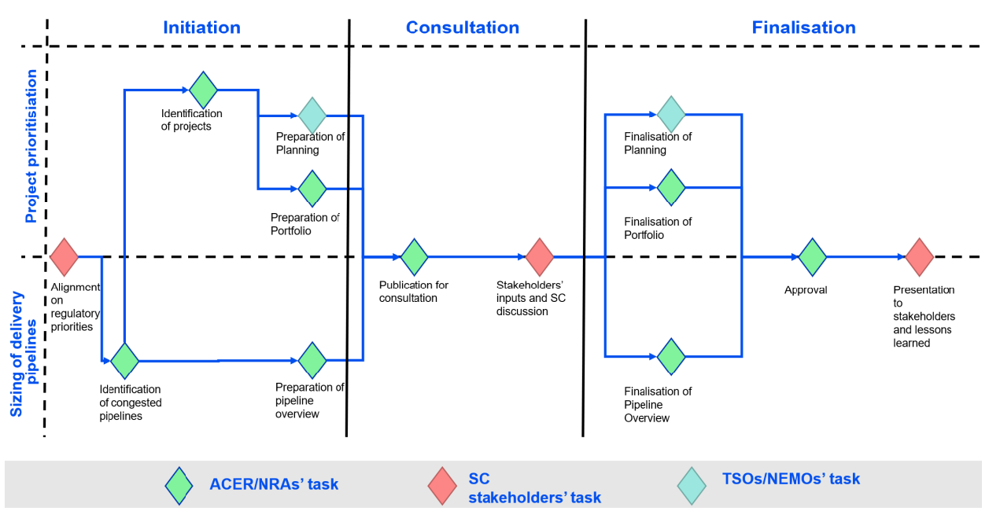 Initiation
Consultation
Finalisation
Project prioritisiation
Sizing of delivery
pipelines
Identification
of projects
Preparation of
Planning
Preparation of
Portfolio
Alignment
on
regulatory
priorities
Identification
of congested
pipelines
Preparation of
pipeline
overview
Publication for
consultation
Stakeholders'
inputs and SC
discussion
Finalisation of
Planning
Finalisation of
Portfolio
Finalisation of
Pipeline
Overview
Approval
Presentation
to
stakeholders
and lessons
learned
ACER/NRAs' task
SC
stakeholders' task
TSOs/NEMOs' task